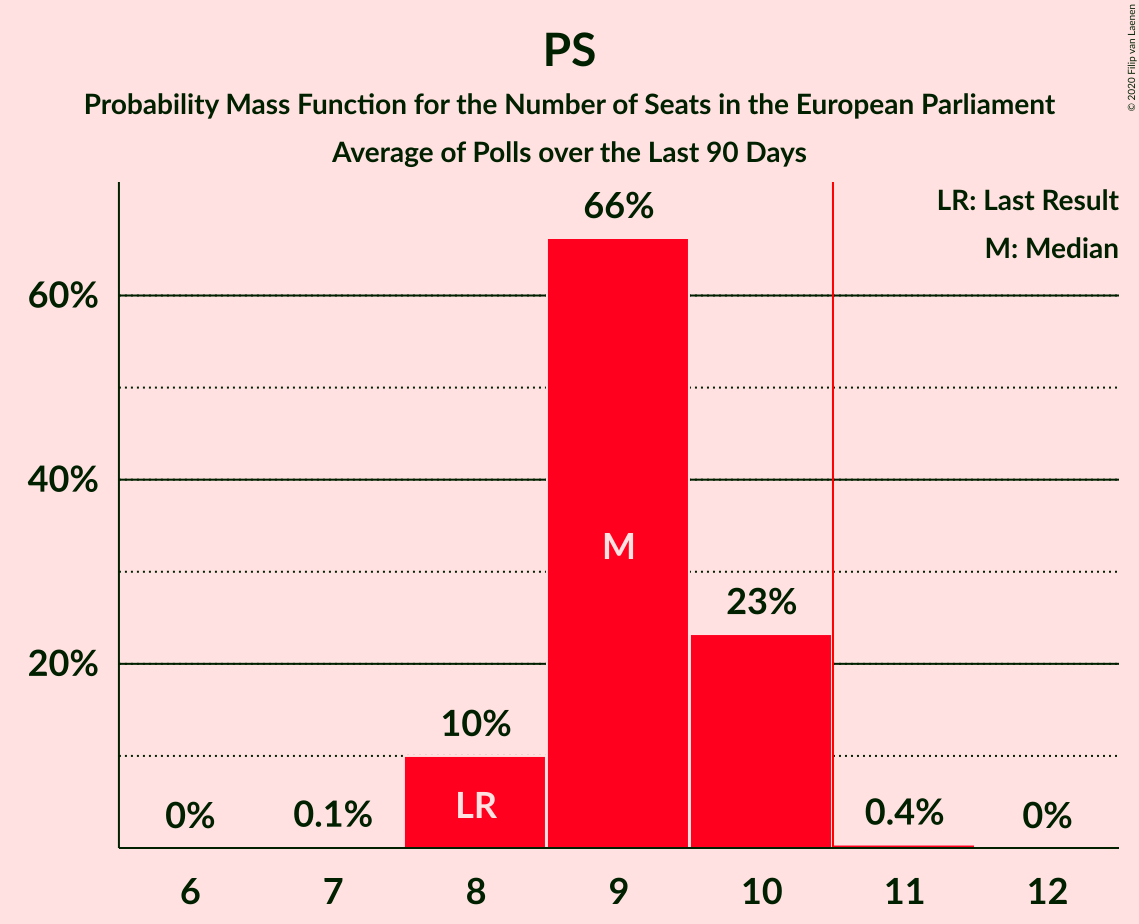 PS
Probability Mass Function for the Number of Seats in the European Parliament
Average of Polls over the Last 90 Days
© 2020 Filip van Laenen
LR: Last Result
M: Median
60%
40%
20%
0%
0.1%
10%
66%
23%
0.4%
0%
LR
M
6 7 8 9 10 11 12